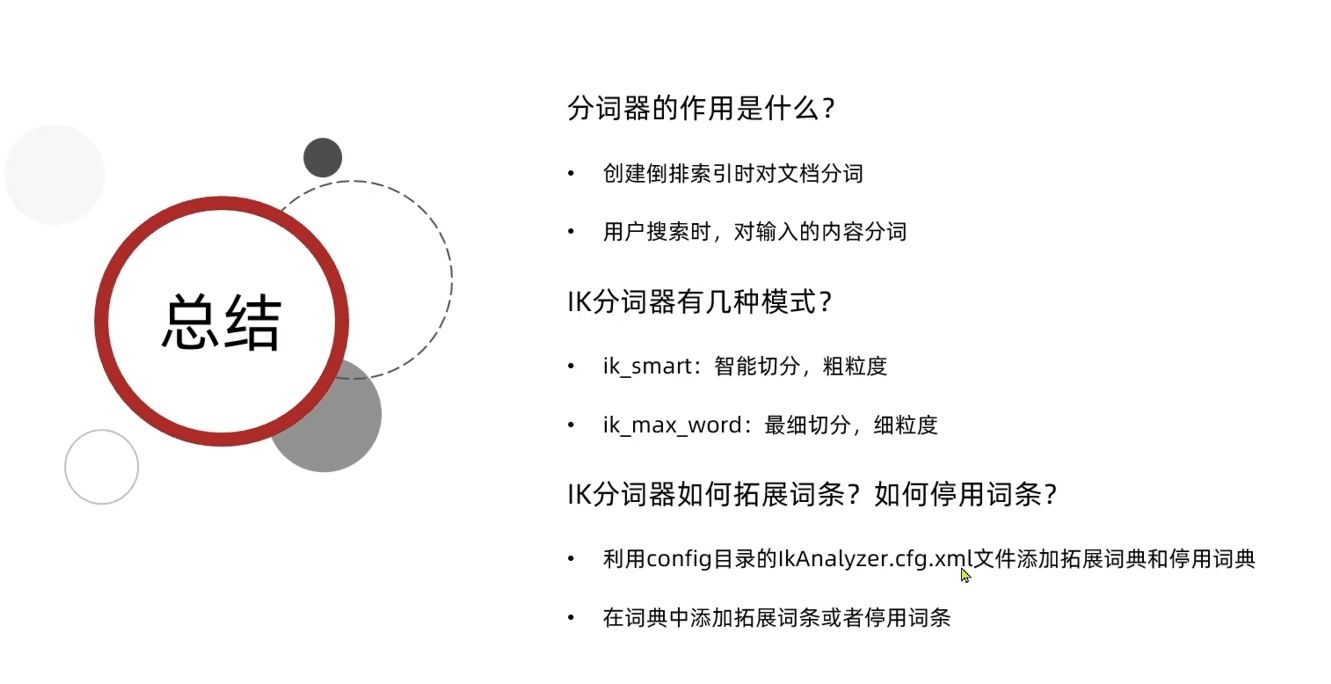 总结
分词器的作用是什么？
• 创建倒排索引时对文档分词
• 用户搜索时，对输入的内容分词
IK分词器有几种模式？
• ik_smart：智能切分，粗粒度
• ik_max_word：最细切分，细粒度
IK分词器如何拓展词条？如何停用词条？
• 利用config目录的IkAnalyzer.cfg.xml文件添加拓展词典和停用词典
• 在词典中添加拓展词条或者停用词条